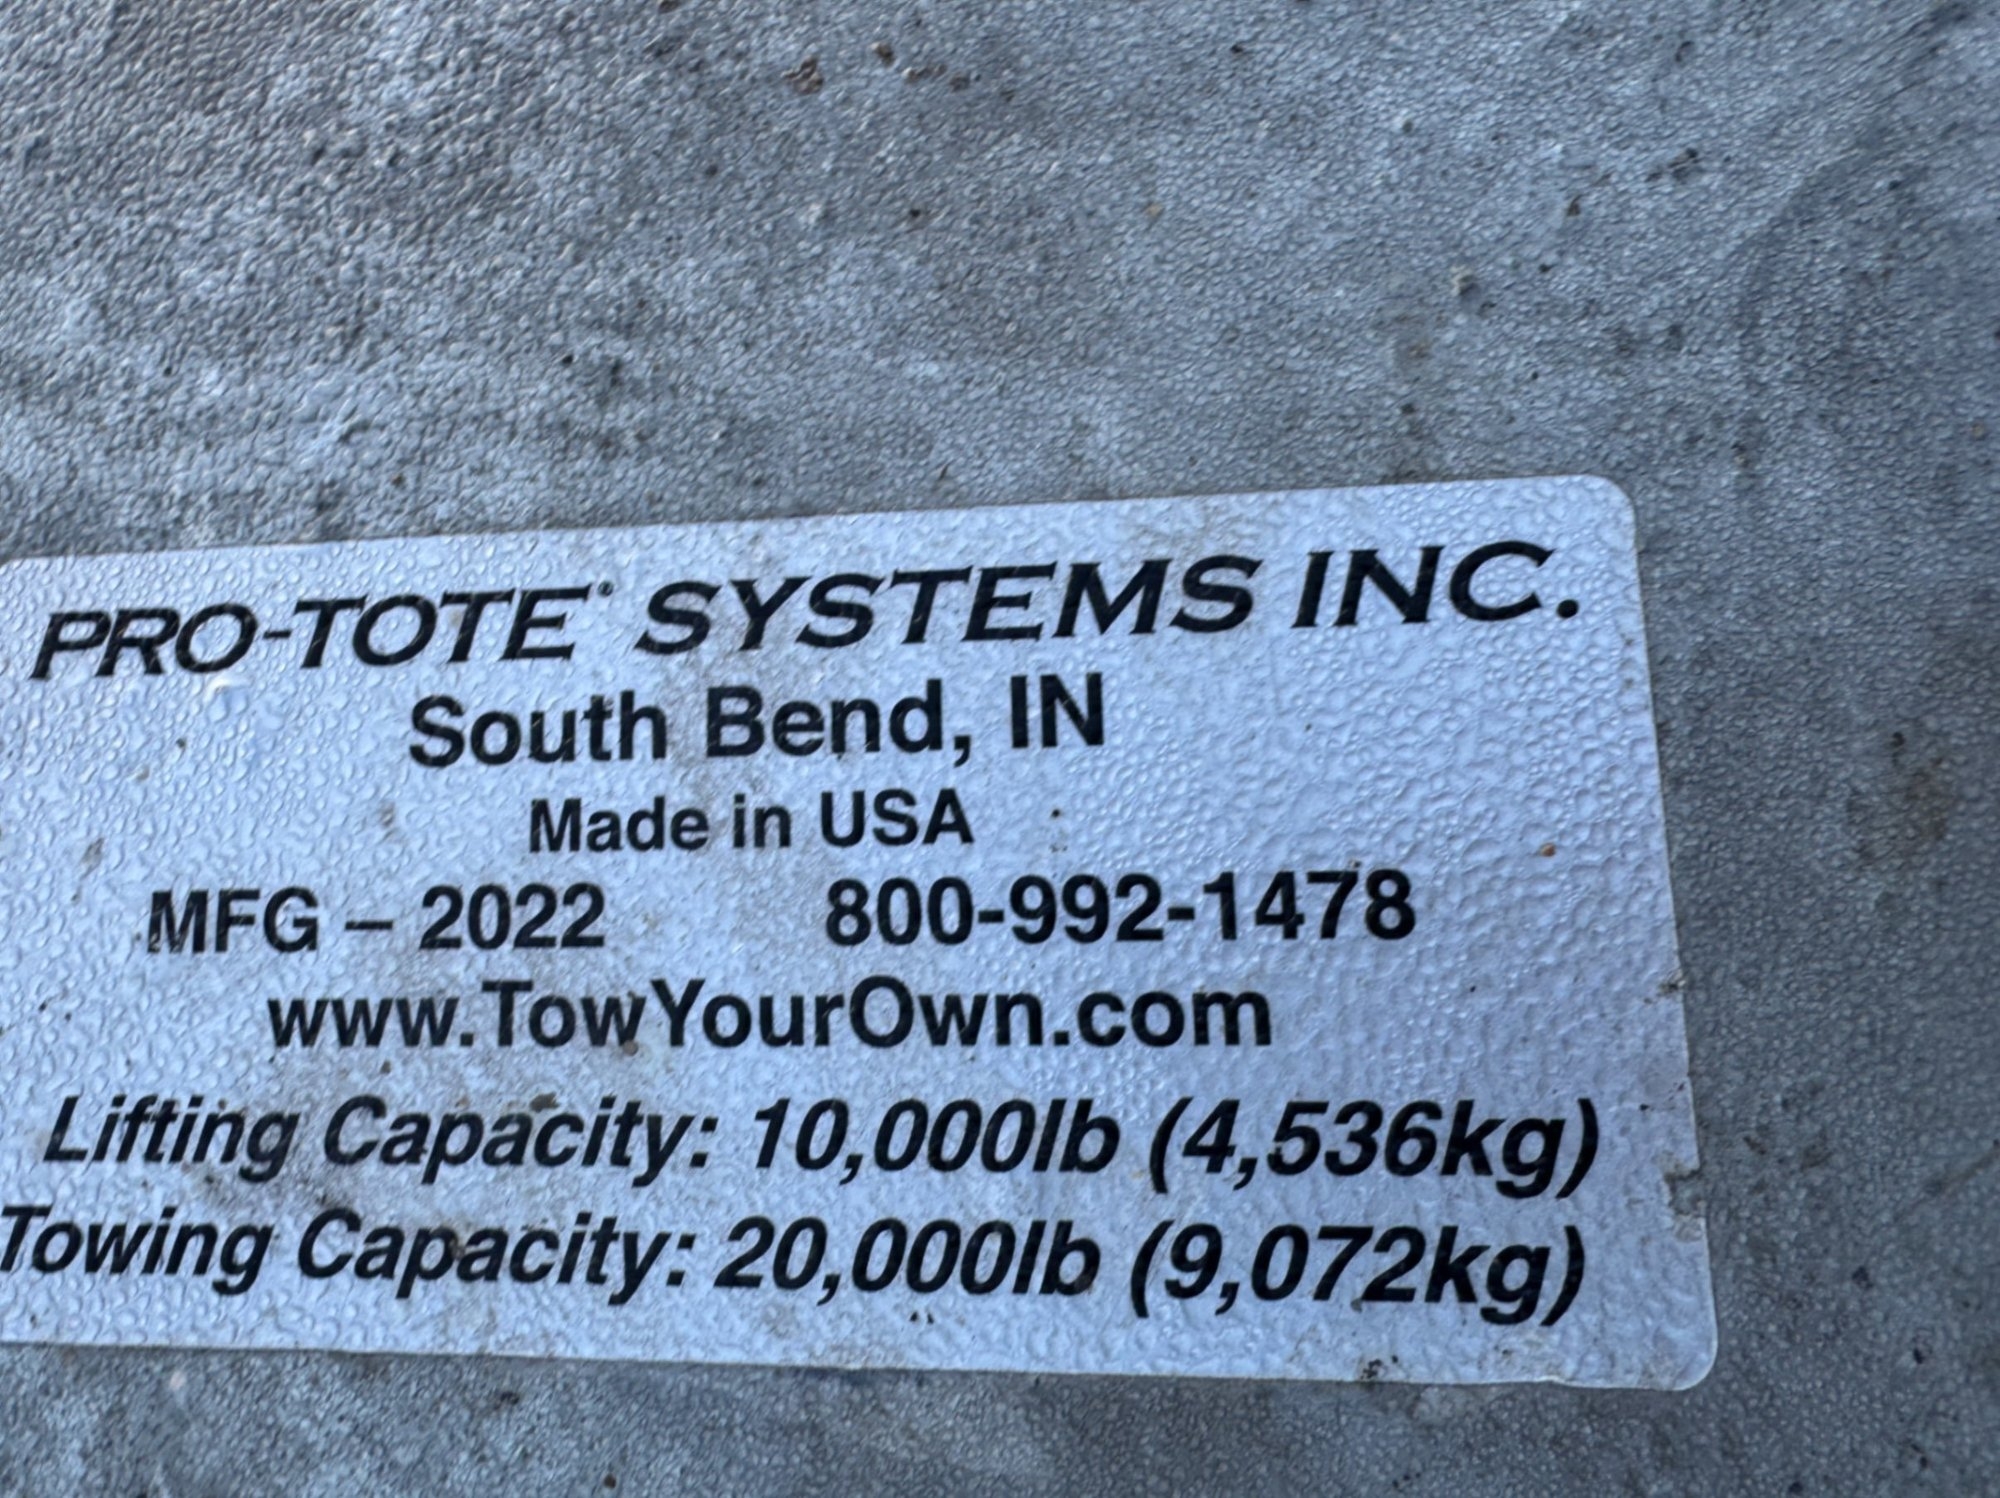 PRO-TOTE® SYSTEMS INC.
South Bend, IN
Made in USA
MFG – 2022 800-992-1478
www.TowYourOwn.com
Lifting Capacity: 10,000lb (4,536kg)
Towing Capacity: 20,000lb (9,072kg)